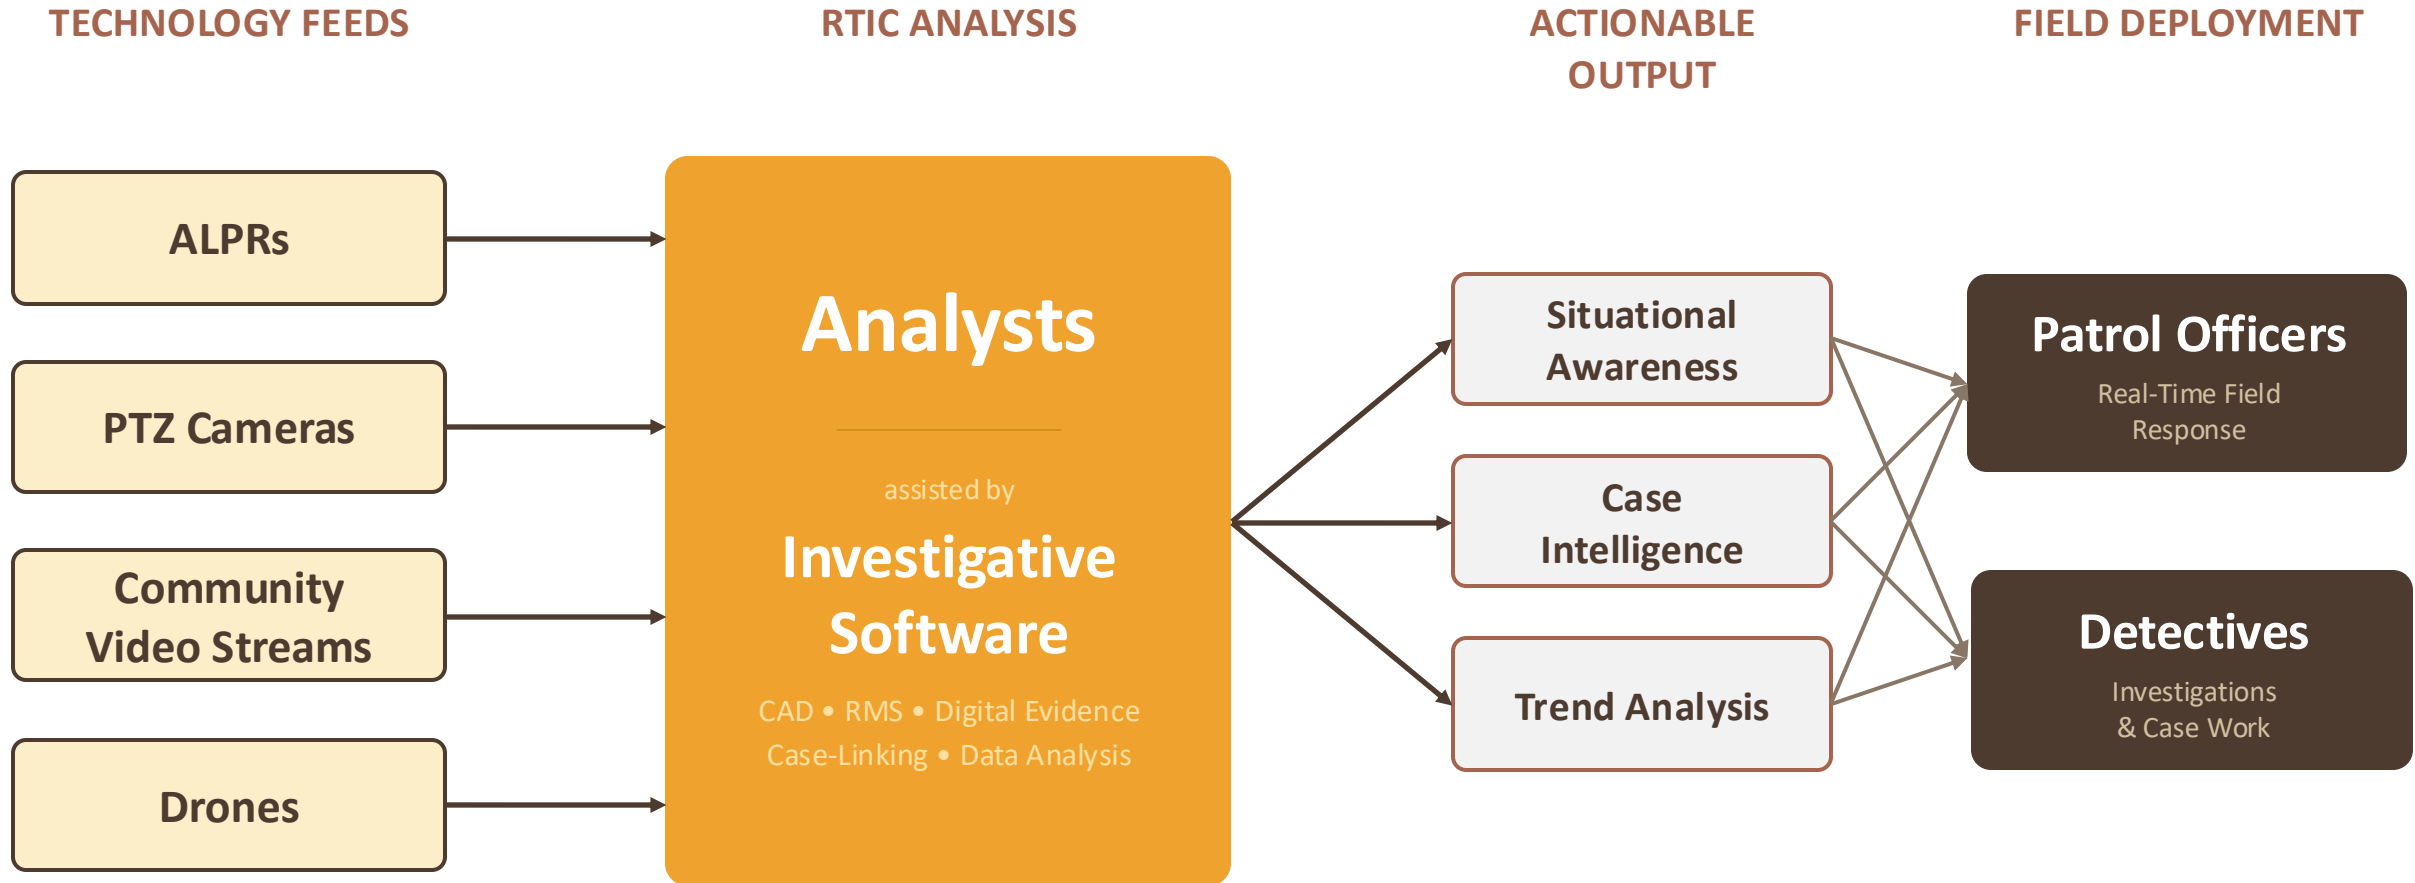 TECHNOLOGY FEEDS
RTIC ANALYSIS
ACTIONABLE
OUTPUT
FIELD DEPLOYMENT
ALPRs
PTZ Cameras
Community
Video Streams
Drones
Analysts
assisted by
Investigative
Software
CAD • RMS • Digital Evidence
Case-Linking • Data Analysis
Situational
Awareness
Case
Intelligence
Trend Analysis
Patrol Officers
Real-Time Field
Response
Detectives
Investigations
& Case Work